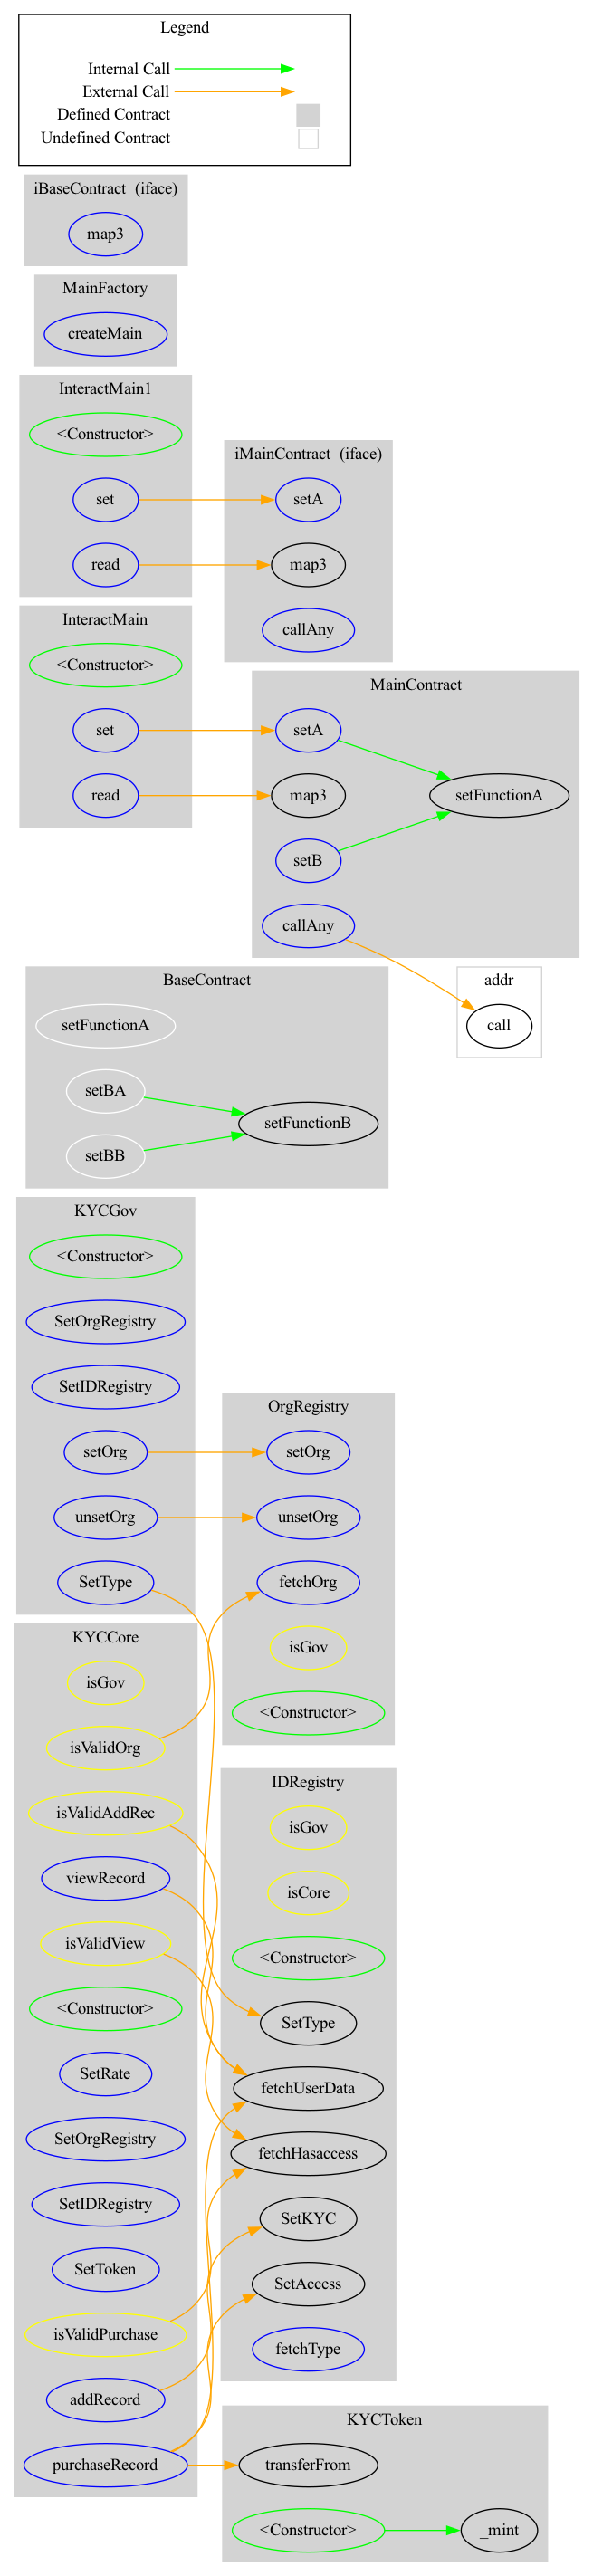 Legend
Internal Call
External Call
Defined Contract
Undefined Contract
iBaseContract (iface)
map3
MainFactory
createMain
InteractMain1
<Constructor>
set
read
iMainContract (iface)
setA
map3
callAny
InteractMain
<Constructor>
set
read
MainContract
setA
map3
setB
callAny
setFunctionA
addr
call
BaseContract
setFunctionA
setBA
setBB
setFunctionB
KYCGov
<Constructor>
SetOrgRegistry
SetIDRegistry
setOrg
unsetOrg
SetType
OrgRegistry
setOrg
unsetOrg
fetchOrg
isGov
<Constructor>
KYCCore
isGov
isValidOrg
isValidAddRec
viewRecord
isValidView
<Constructor>
SetRate
SetOrgRegistry
SetIDRegistry
SetToken
isValidPurchase
addRecord
purchaseRecord
IDRegistry
isGov
isCore
<Constructor>
SetType
fetchUserData
fetchHasaccess
SetKYC
SetAccess
fetchType
KYCToken
transferFrom
<Constructor>
_mint